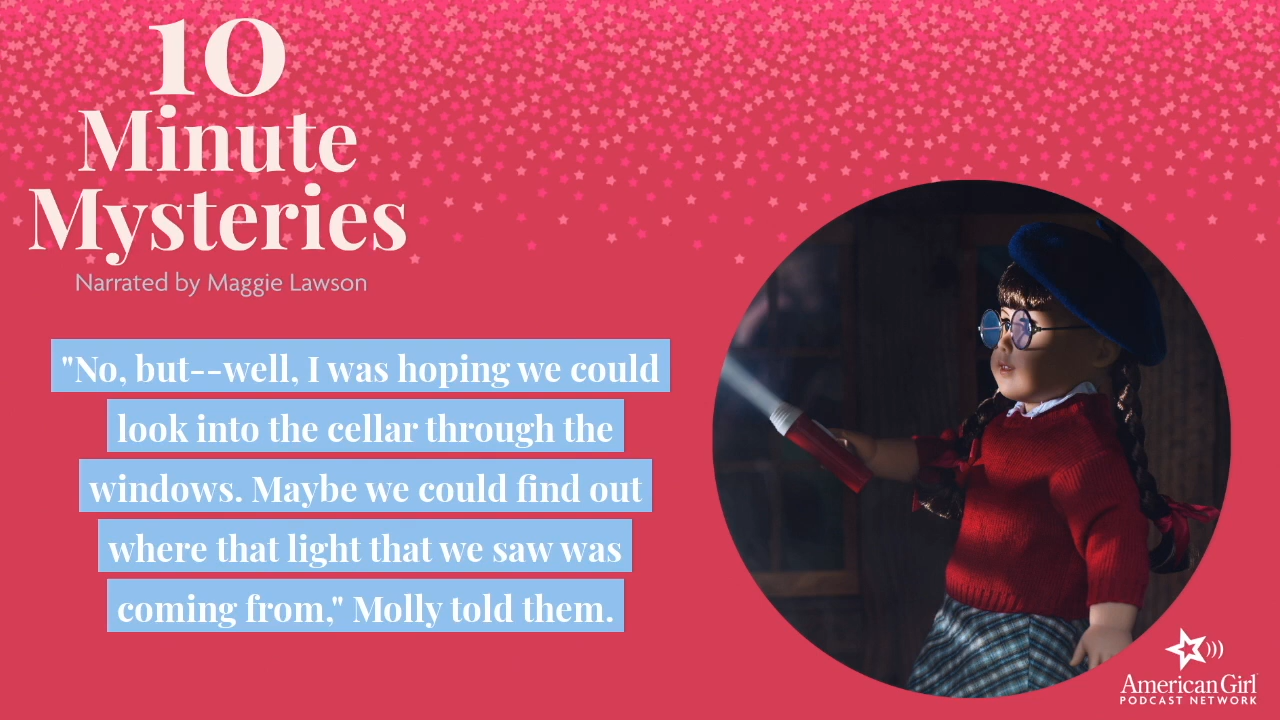 10
Minute
Mysteries
Narrated by Maggie Lawson
"No, but--well, I was hoping we could
look into the cellar through the
windows. Maybe we could find out
where that light that we saw was
coming from," Molly told them.
American Girl
PODCAST NETWORK